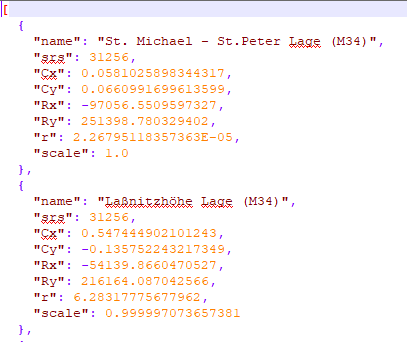 [
{
"name": "St. Michael - St.Peter Lage (M34)",
"srs": 31256,
"Cx": 0.0581025898344317,
"Cy": 0.0660991699613599,
"Rx": -97056.5509597327,
"Ry": 251398.780329402,
"r": 2.26795118357363E-05,
"scale": 1.0
},
{
"name": "Laßnitzhöhe Lage (M34)",
"srs": 31256,
"Cx": 0.547444902101243,
"Cy": -0.135752243217349,
"Rx": -54139.8660470527,
"Ry": 216164.087042566,
"r": 6.28317775677962,
"scale": 0.999997073657381
},